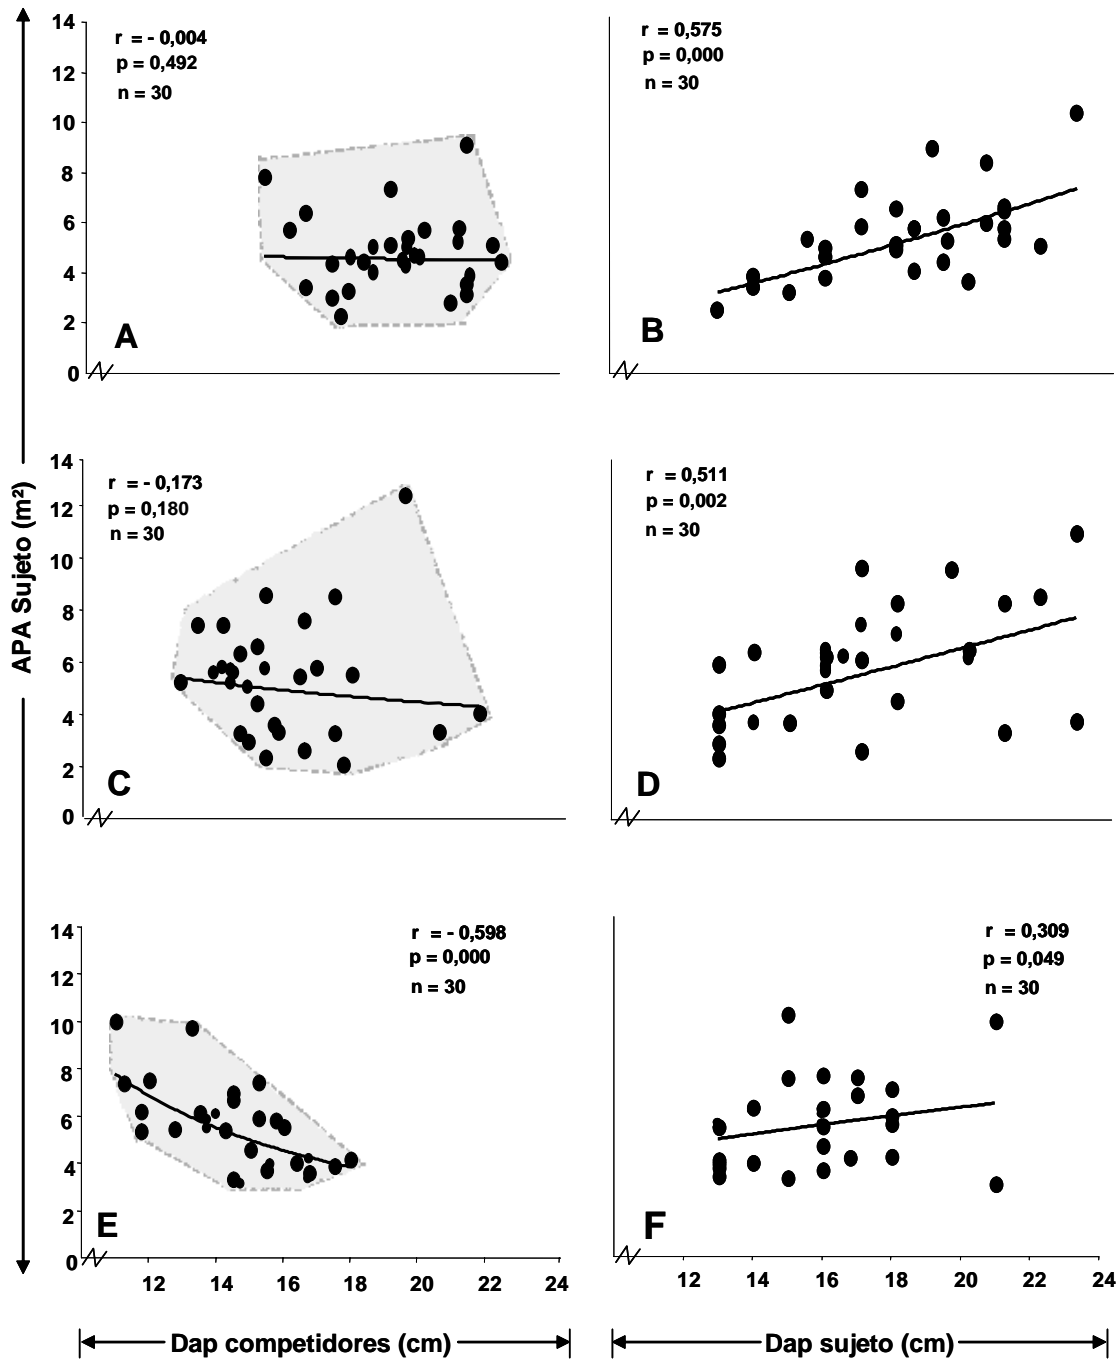 14
12
10
8
6
4
2
0
r = - 0,004
p = 0,492
n = 30
A
r = 0,575
p = 0,000
n = 30
B
APA Sujeto (m²)
14
12
10
8
6
4
2
0
r = - 0,173
p = 0,180
n = 30
C
r = 0,511
p = 0,002
n = 30
D
14
12
10
8
6
4
2
0
r = - 0,598
p = 0,000
n = 30
E
r = 0,309
p = 0,049
n = 30
F
12 14 16 18 20 22 24
12 14 16 18 20 22 24
Dap competidores (cm)
Dap sujeto (cm)